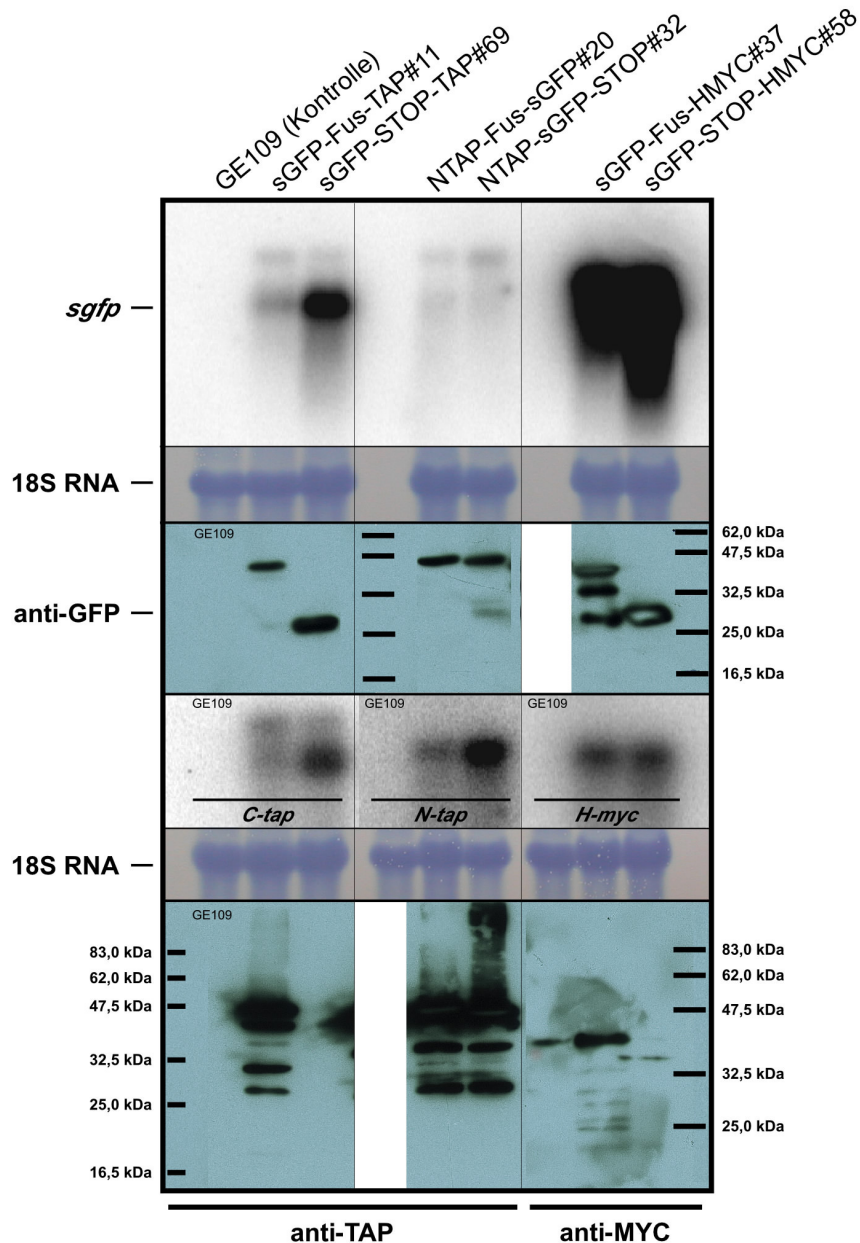 GE109 (Kontrolle)
sGFP-Fus-TAP#11
sGFP-STOP-TAP#69
NTAP-Fus-sGFP#20
NTAP-sGFP-STOP#32
sGFP-Fus-HMYC#37
sGFP-STOP-HMYC#58
sgfp
18S RNA
GE109
62,0 kDa
47,5 kDa
anti-GFP
32,5 kDa
25,0 kDa
16,5 kDa
GE109
GE109
GE109
C-tap
N-tap
H-myc
18S RNA
GE109
83,0 kDa
62,0 kDa
47,5 kDa
32,5 kDa
25,0 kDa
16,5 kDa
83,0 kDa
62,0 kDa
47,5 kDa
32,5 kDa
25,0 kDa
anti-TAP
anti-MYC